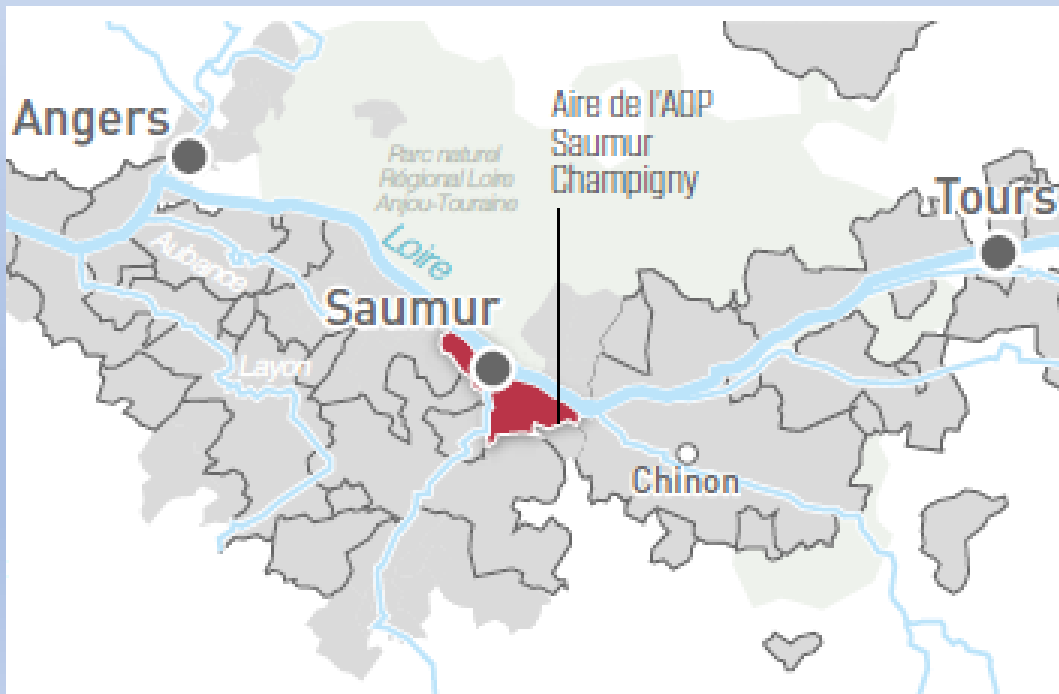 Angers
Aire de l'AOP
Saumur
Champigny
Parc naturel
Régional Loire
Anjou-Touraine
Tours
Loire
Aubance
Saumur
Layon
Chinon